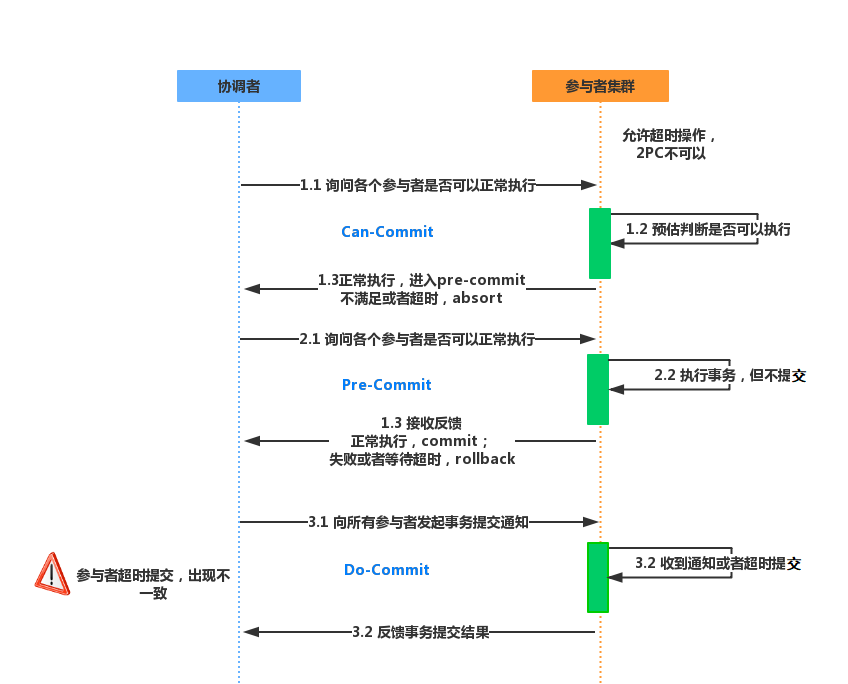 协调者
参与者集群
允许超时操作，
2PC不可以
1.1 询问各个参与者是否可以正常执行
Can-Commit
1.2 预估判断是否可以执行
1.3正常执行，进入pre-commit
不满足或者超时，absort
2.1 询问各个参与者是否可以正常执行
Pre-Commit
2.2 执行事务，但不提交
1.3 接收反馈
正常执行，commit；
失败或者等待超时，rollback
3.1 向所有参与者发起事务提交通知
Do-Commit
3.2 收到通知或者超时提交
参与者超时提交，出现不
一致
3.2 反馈事务提交结果